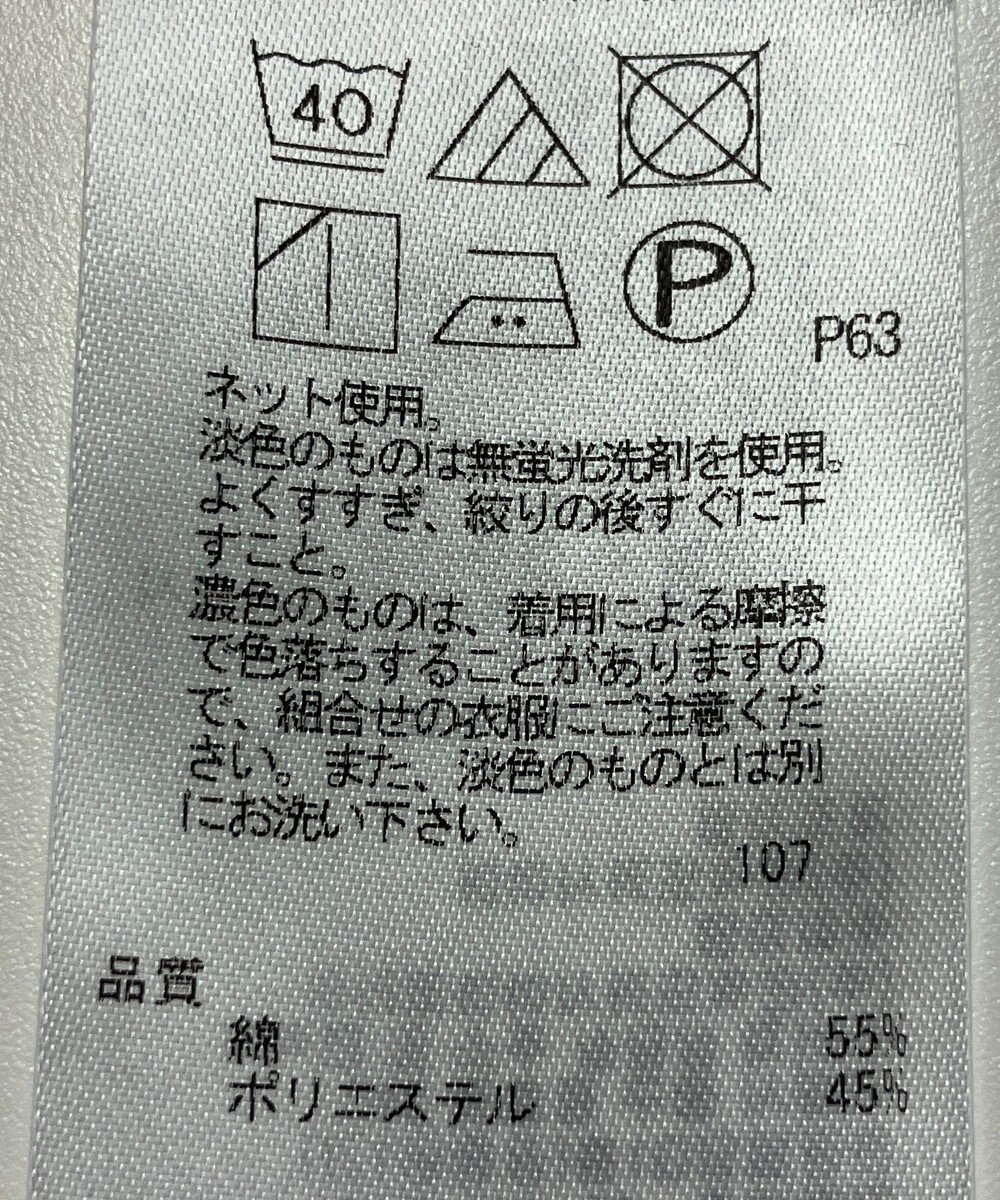 40
P
P63
ネット使用。
淡色のものは無蛍光洗剤を使用。
よくすすぎ、絞りの後すぐに干
すこと。
濃色のものは、着用による摩擦
で色落ちすることがありますの
で、組合せの衣服にご注意くだ
さい。また、淡色のものとは別
にお洗い下さい。
107
品質
綿 55%
ポリエステル 45%